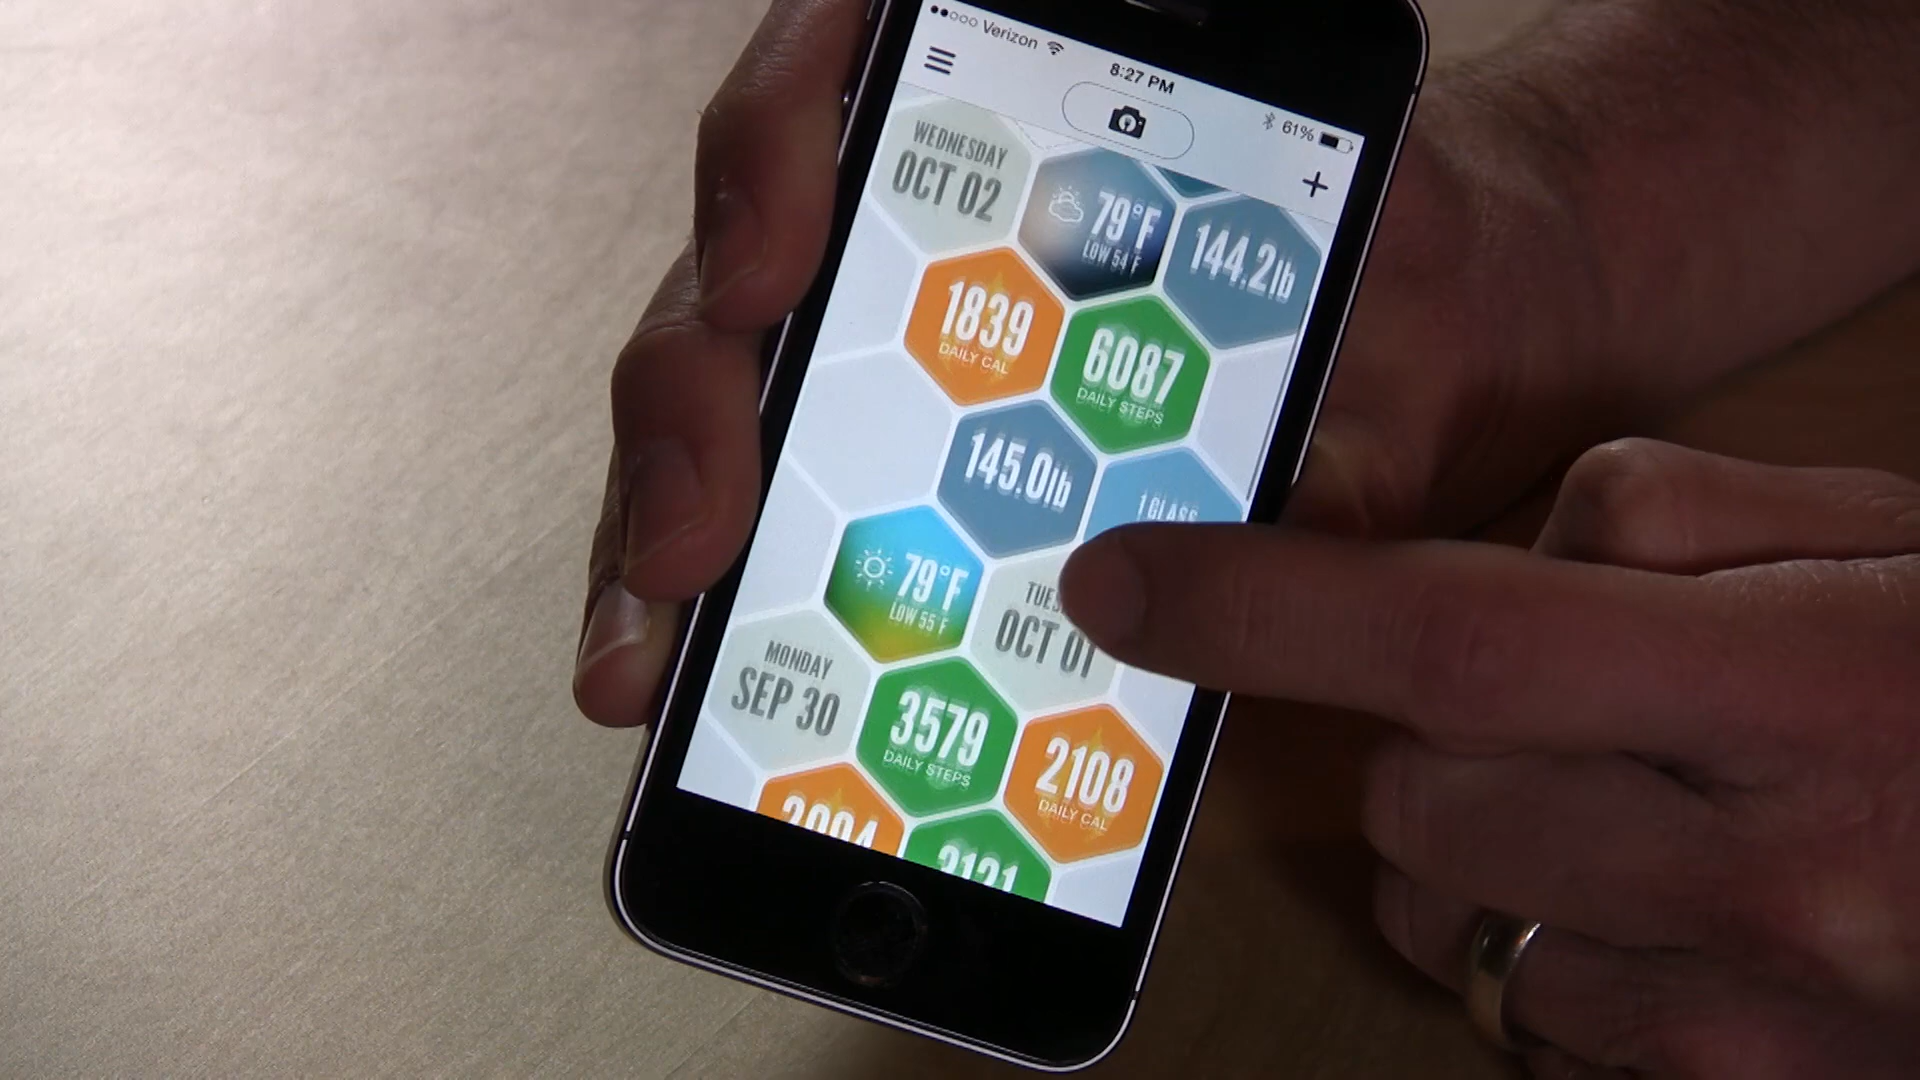 Verizon
8:27 PM
61%
WEDNESDAY
OCT 02
79°F
LOW 54°F
144.2lb
1839
DAILY CAL
6087
DAILY STEPS
145.0lb
1 GLASS
79°F
LOW 55°F
OCT 01
MONDAY
SEP 30
3579
DAILY STEPS
2108
DAILY CAL